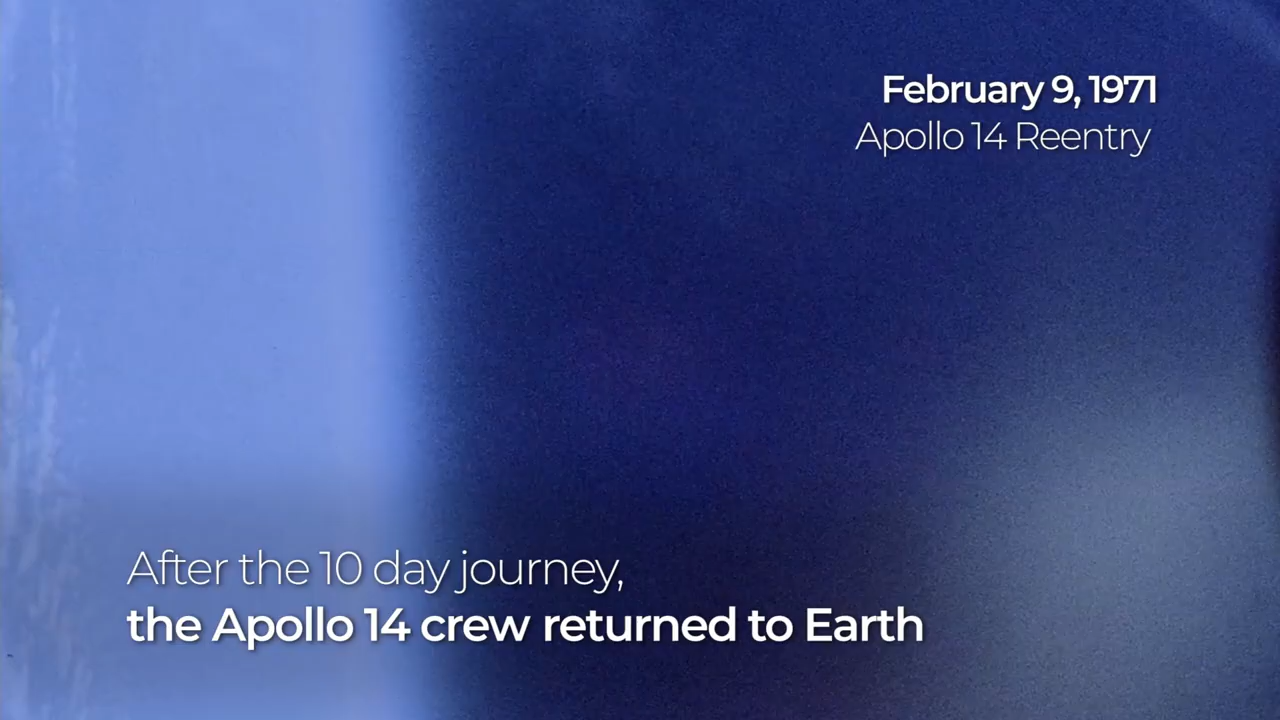 February 9, 1971
Apollo 14 Reentry
After the 10 day journey,
the Apollo 14 crew returned to Earth